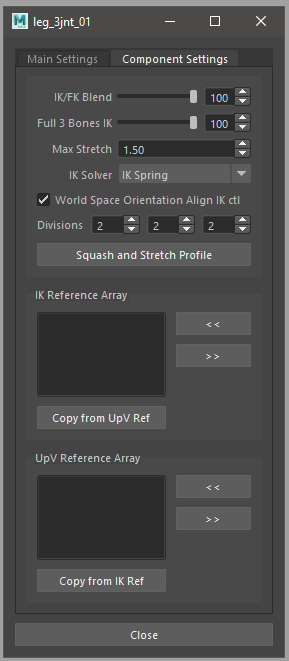 leg_3jnt_01
Main Settings Component Settings
IK/FK Blend 100
Full 3 Bones IK 100
Max Stretch 1.50
IK Solver IK Spring
World Space Orientation Align IK ctl
Divisions 2 2 2
Squash and Stretch Profile
IK Reference Array
<<
>>
Copy from UpV Ref
UpV Reference Array
<<
>>
Copy from IK Ref
Close